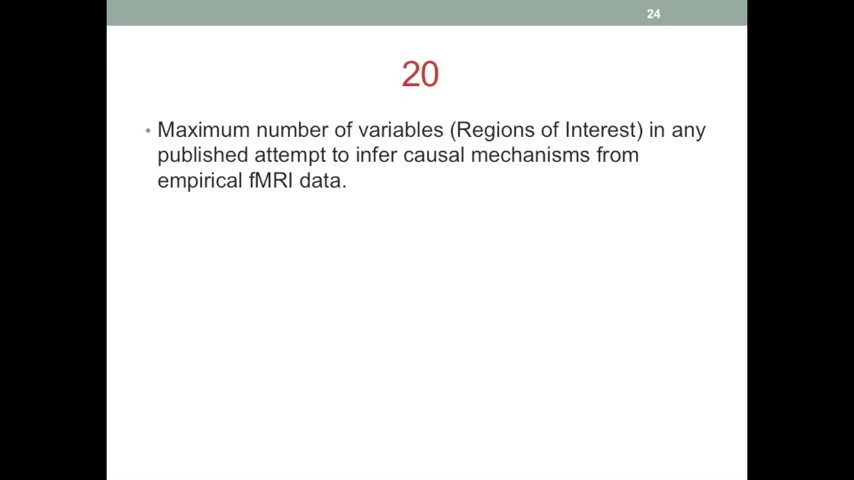 24
20
• Maximum number of variables (Regions of Interest) in any
published attempt to infer causal mechanisms from
empirical fMRI data.